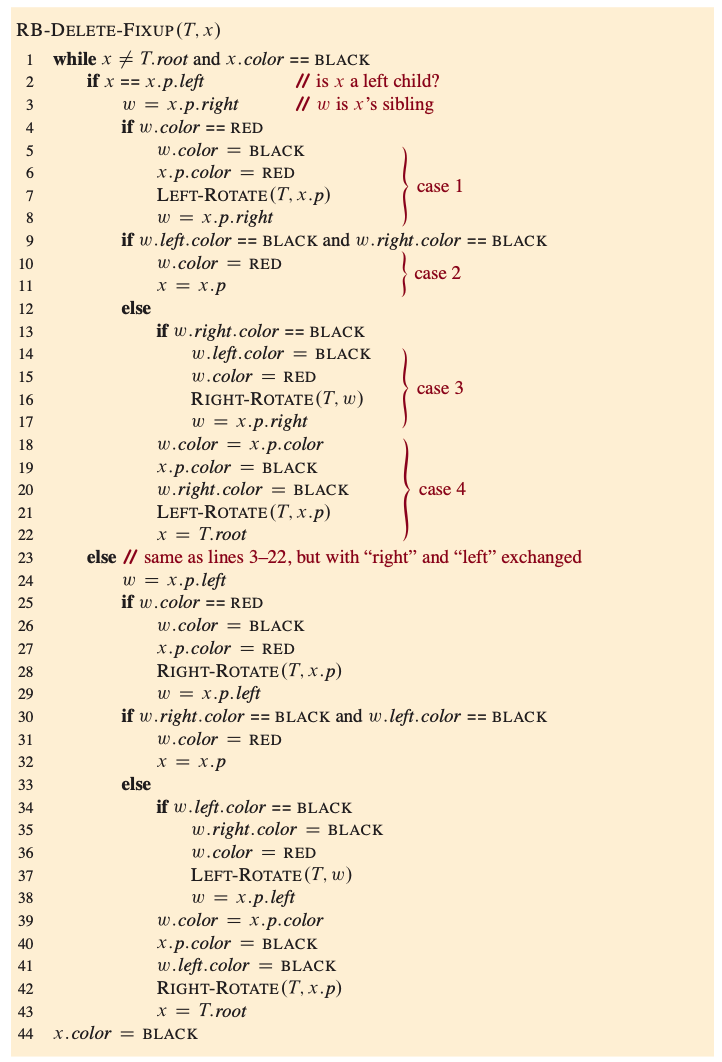 RB-DELETE-FIXUP(T, x)
1 while x ≠ T.root and x.color == BLACK
2 if x == x.p.left // is x a left child?
3 w = x.p.right // w is x’s sibling
4 if w.color == RED
5 w.color = BLACK
6 x.p.color = RED
7 LEFT-ROTATE(T, x.p) case 1
8 w = x.p.right
9 if w.left.color == BLACK and w.right.color == BLACK
10 w.color = RED case 2
11 x = x.p
12 else
13 if w.right.color == BLACK
14 w.left.color = BLACK
15 w.color = RED case 3
16 RIGHT-ROTATE(T, w)
17 w = x.p.right
18 w.color = x.p.color
19 x.p.color = BLACK
20 w.right.color = BLACK case 4
21 LEFT-ROTATE(T, x.p)
22 x = T.root
23 else // same as lines 3–22, but with “right” and “left” exchanged
24 w = x.p.left
25 if w.color == RED
26 w.color = BLACK
27 x.p.color = RED
28 RIGHT-ROTATE(T, x.p)
29 w = x.p.left
30 if w.right.color == BLACK and w.left.color == BLACK
31 w.color = RED
32 x = x.p
33 else
34 if w.left.color == BLACK
35 w.right.color = BLACK
36 w.color = RED
37 LEFT-ROTATE(T, w)
38 w = x.p.left
39 w.color = x.p.color
40 x.p.color = BLACK
41 w.left.color = BLACK
42 RIGHT-ROTATE(T, x.p)
43 x = T.root
44 x.color = BLACK